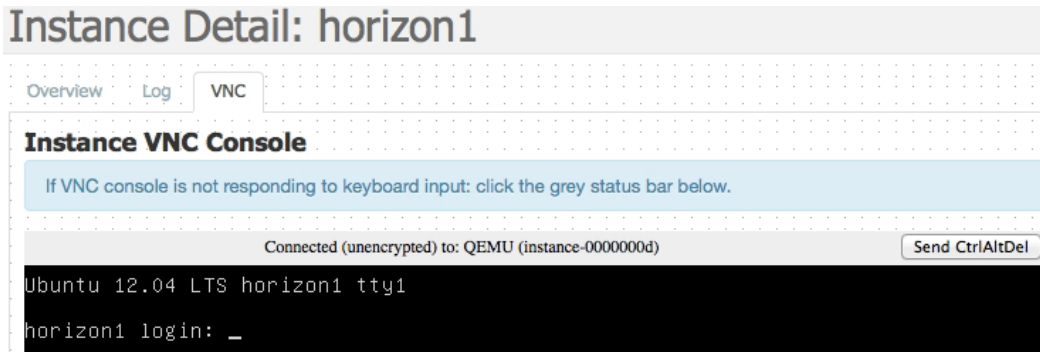 Instance Detail: horizon1
Overview Log VNC
Instance VNC Console
If VNC console is not responding to keyboard input: click the grey status bar below.
Connected (unencrypted) to: QEMU (instance-0000000d) Send CtrlAltDel
Ubuntu 12.04 LTS horizon1 tty1
horizon1 login: _